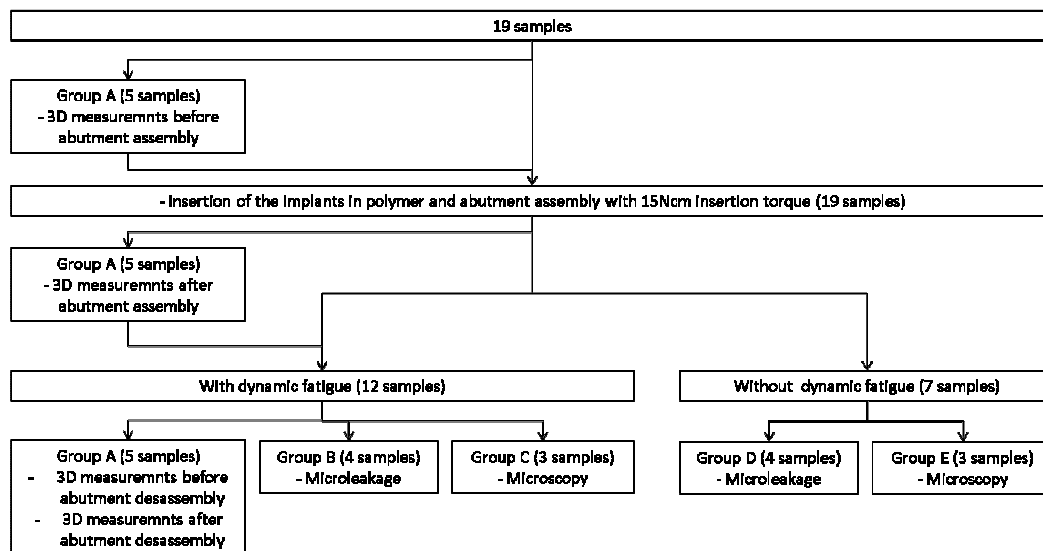 19 samples
Group A (5 samples)
- 3D measuremnts before
abutment assembly
- Insertion of the implants in polymer and abutment assembly with 15Ncm insertion torque (19 samples)
Group A (5 samples)
- 3D measuremnts after
abutment assembly
With dynamic fatigue (12 samples)
Without dynamic fatigue (7 samples)
Group A (5 samples)
- 3D measuremnts before
abutment desassembly
- 3D measuremnts after
abutment desassembly
Group B (4 samples)
- Microleakage
Group C (3 samples)
- Microscopy
Group D (4 samples)
- Microleakage
Group E (3 samples)
- Microscopy